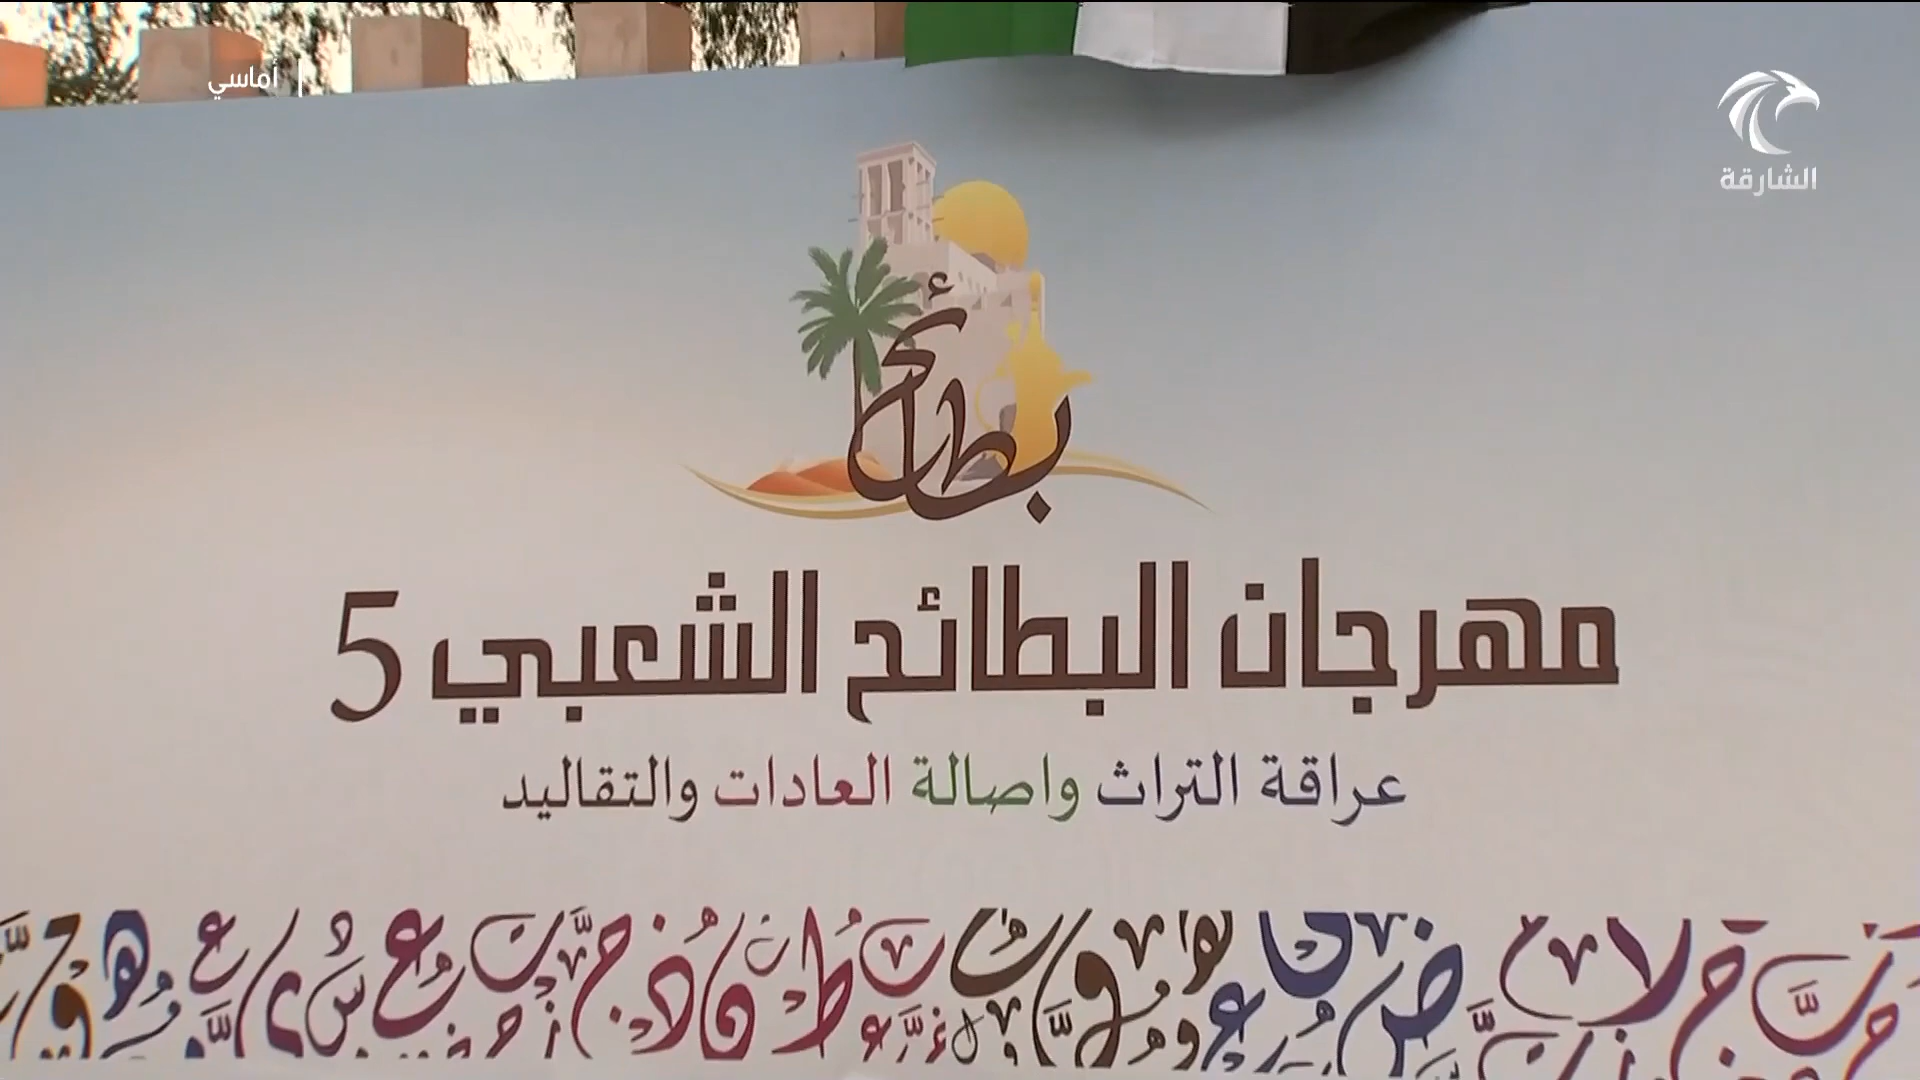 أماسي
الشارقة
بطائح
مهرجان البطائح الشعبي 5
عراقة التراث واصالة العادات والتقاليد